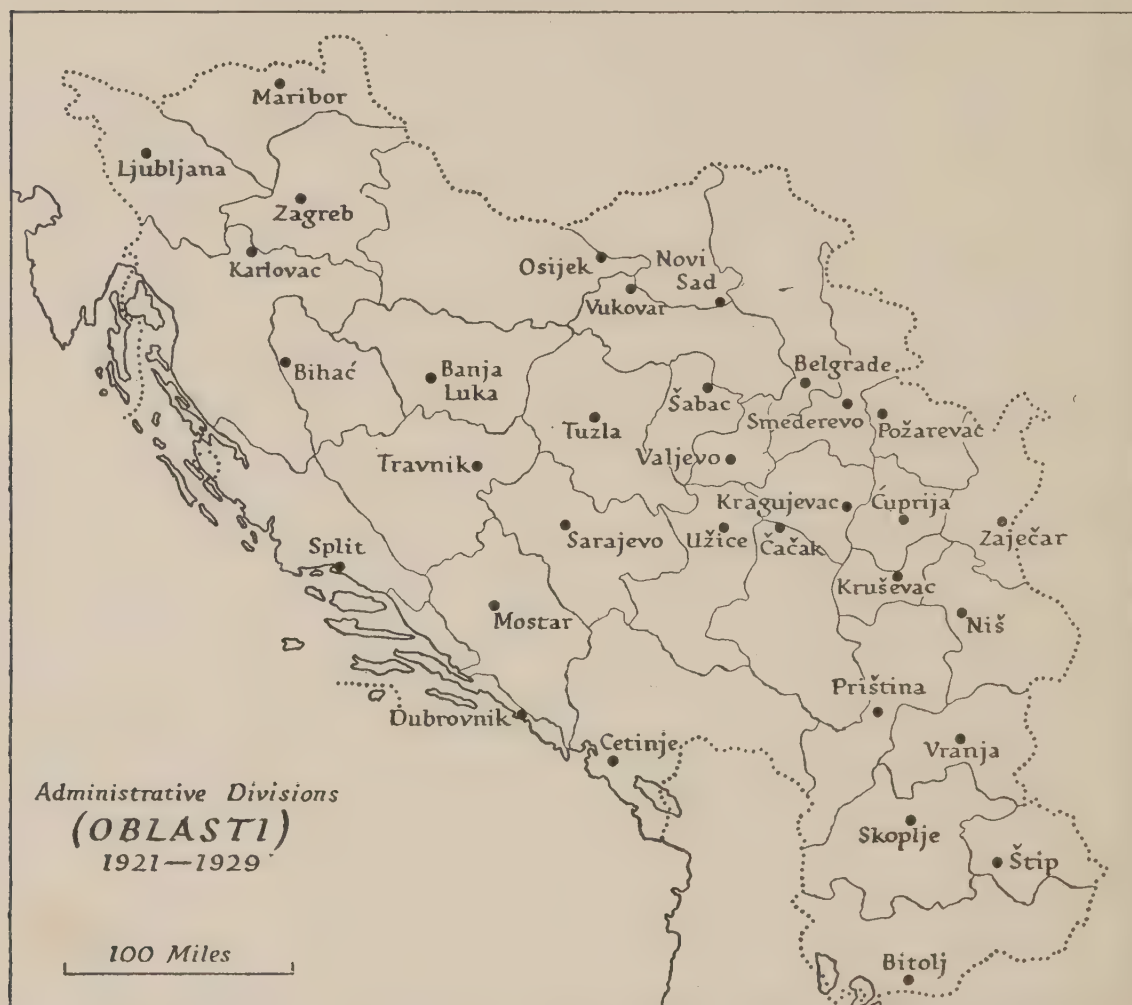 Maribor
Ljubljana
Zagreb
Karlovac
Osijek
Novi
Sad
Vukovar
Bihać
Banja
Luka
Belgrade
Šabac
Smederevo
Požarevac
Tuzla
Valjevo
Travnik
Kragujevac
Ćuprija
Sarajevo
Užice
Čačak
Zaječar
Split
Kruševac
Mostar
Niš
Priština
Dubrovnik
Cetinje
Vranja
Administrative Divisions
(OBLASTI)
1921—1929
Skoplje
Štip
100 Miles
Bitolj